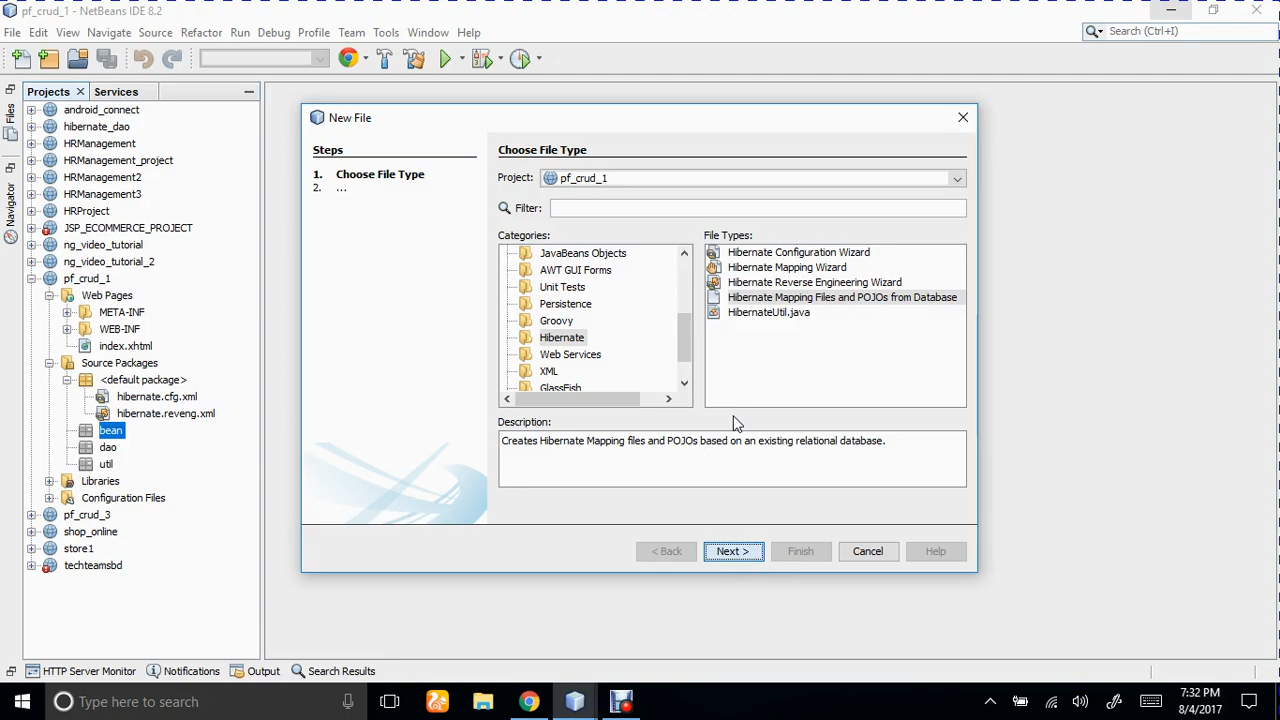 pf_crud_1 - NetBeans IDE 8.2
File Edit View Navigate Source Refactor Run Debug Profile Team Tools Window Help
Search (Ctrl+I)
Files
Navigator
Projects Services
android_connect
hibernate_dao
HRManagement
HRManagement_project
HRManagement2
HRManagement3
HRProject
JSP_ECOMMERCE_PROJECT
ng_video_tutorial
ng_video_tutorial_2
pf_crud_1
Web Pages
META-INF
WEB-INF
index.xhtml
Source Packages
<default package>
hibernate.cfg.xml
hibernate.reveng.xml
bean
dao
util
Libraries
Configuration Files
pf_crud_3
shop_online
store1
techteamsbd
New File
Steps
1. Choose File Type
2. ...
Choose File Type
Project: pf_crud_1
Filter:
Categories:
JavaBeans Objects
AWT GUI Forms
Unit Tests
Persistence
Groovy
Hibernate
Web Services
XML
GlassFish
File Types:
Hibernate Configuration Wizard
Hibernate Mapping Wizard
Hibernate Reverse Engineering Wizard
Hibernate Mapping Files and POJOs from Database
HibernateUtil.java
Description:
Creates Hibernate Mapping files and POJOs based on an existing relational database.
< Back Next > Finish Cancel Help
HTTP Server Monitor Notifications Output Search Results
Type here to search
7:32 PM
8/4/2017